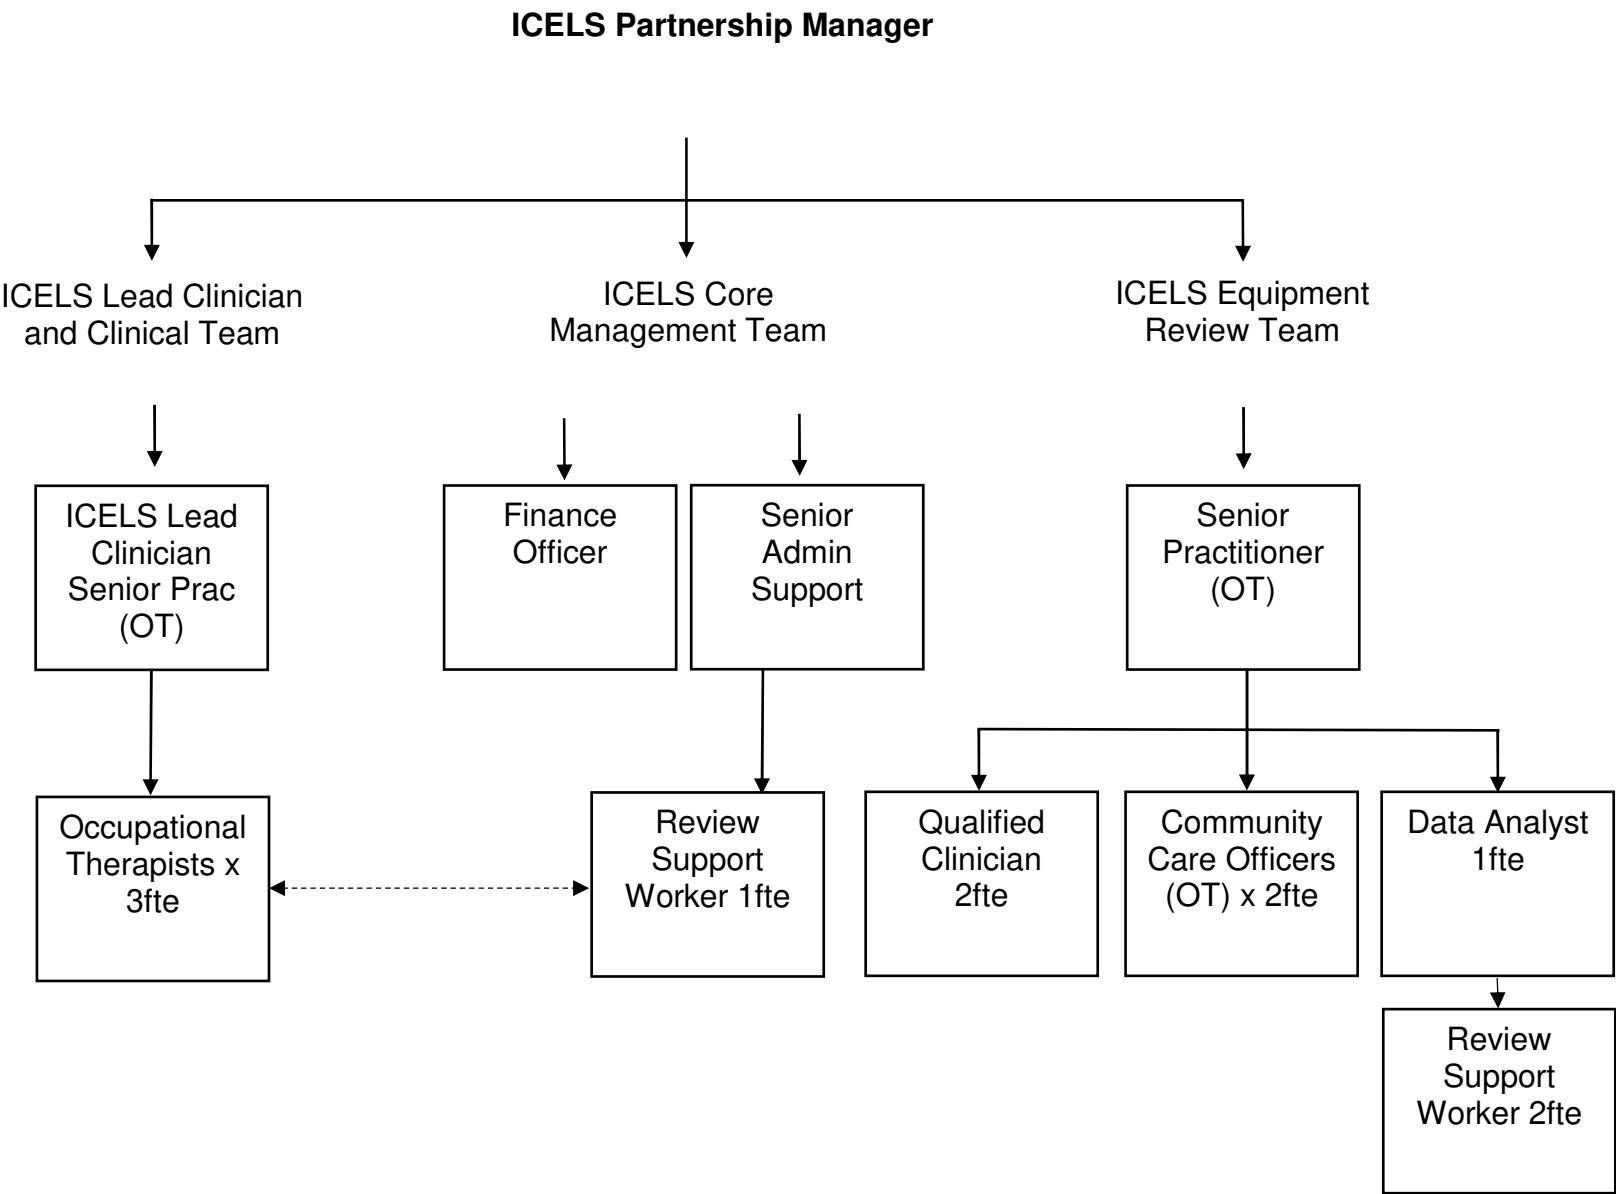 ICELS Partnership Manager
ICELS Lead Clinician
and Clinical Team
ICELS Core
Management Team
ICELS Equipment
Review Team
ICELS Lead
Clinician
Senior Prac
(OT)
Finance
Officer
Senior
Admin
Support
Senior
Practitioner
(OT)
Occupational
Therapists x
3fte
Review
Support
Worker 1fte
Qualified
Clinician
2fte
Community
Care Officers
(OT) x 2fte
Data Analyst
1fte
Review
Support
Worker 2fte